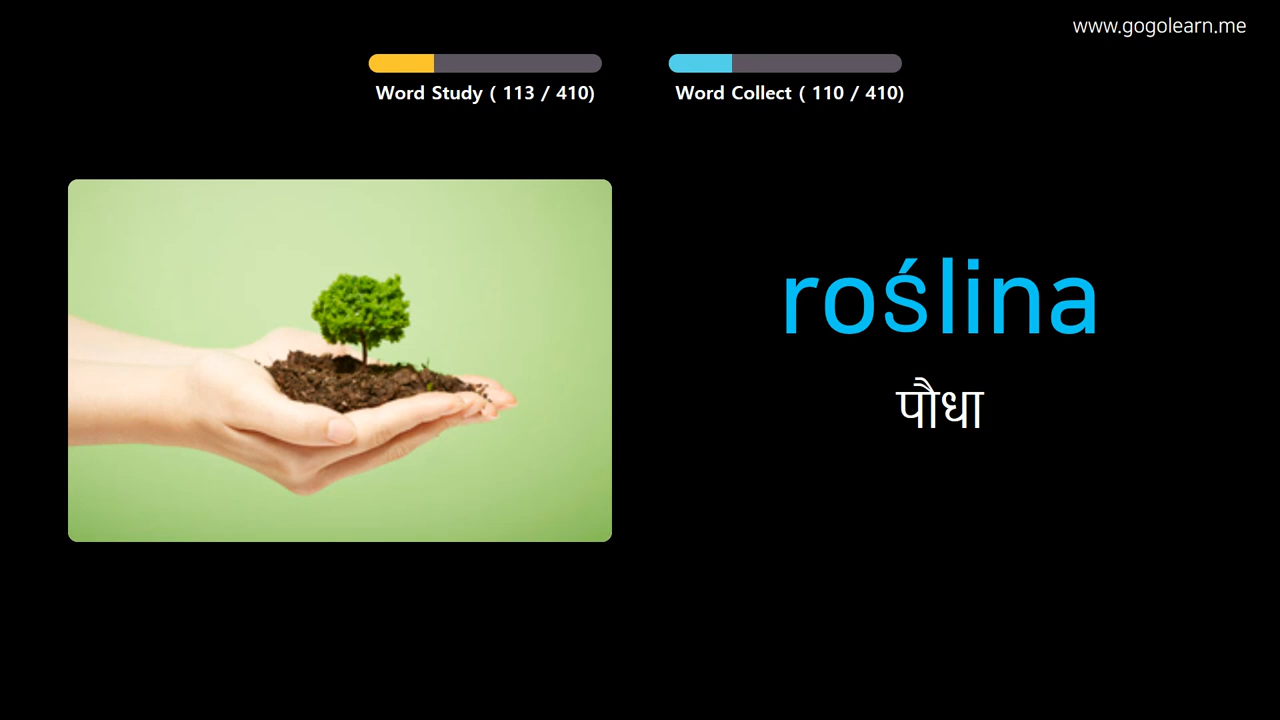 www.gogolearn.me
Word Study ( 113 / 410)
Word Collect ( 110 / 410)
roślina
पौधा